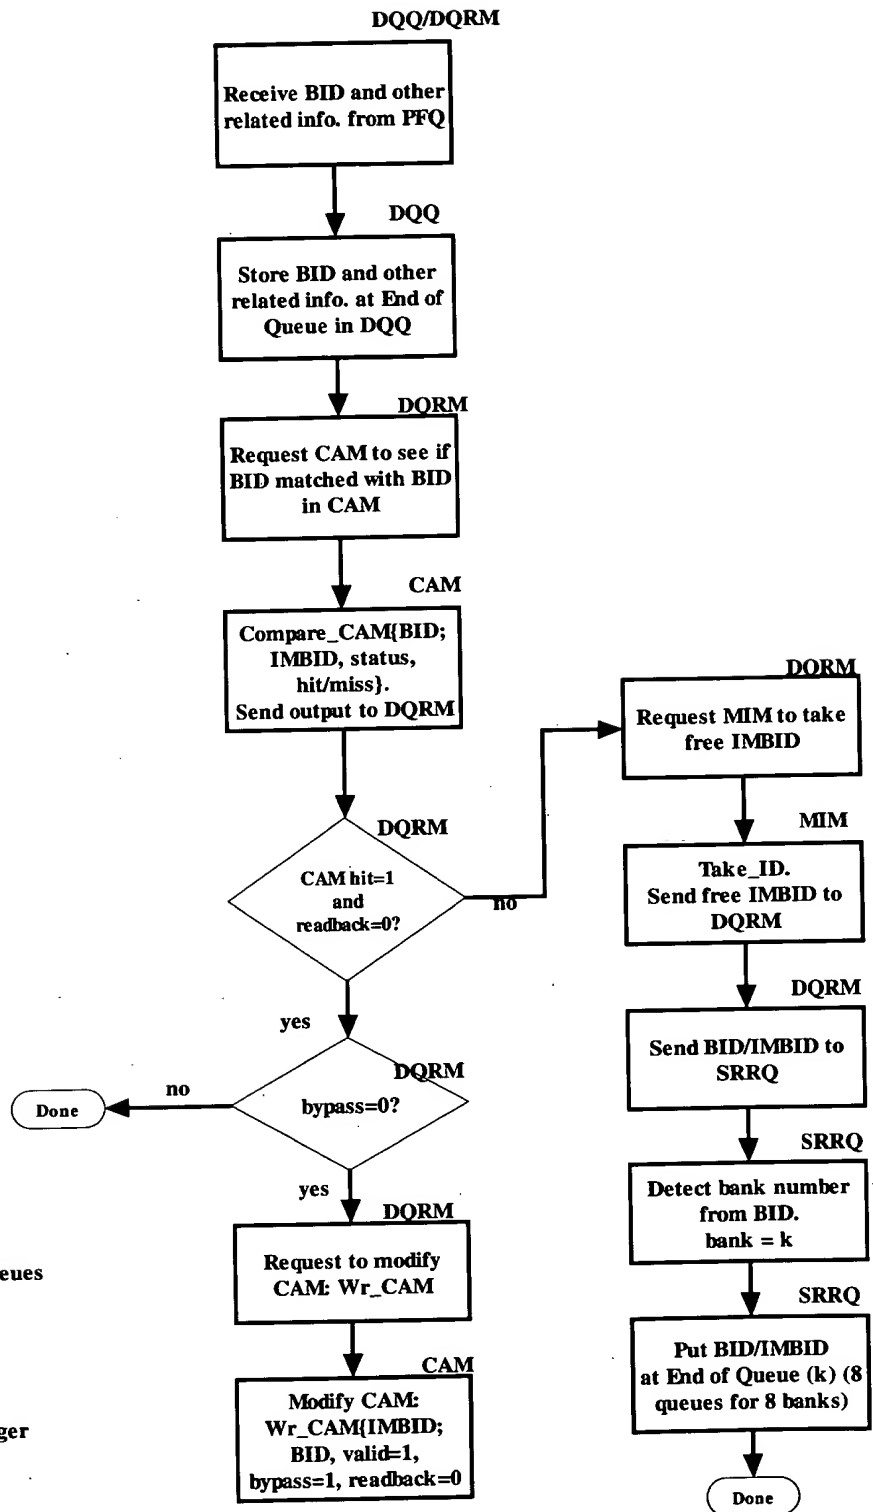 DQQ/DQRM
Receive BID and other
related info. from PFQ
DQQ
Store BID and other
related info. at End of
Queue in DQQ
DQRM
Request CAM to see if
BID matched with BID
in CAM
CAM
Compare_CAM{BID;
IMBID, status,
hit/miss}.
Send output to DQRM
DQRM
CAM hit=1
and
readback=0?
no
yes
DQRM
bypass=0?
no
Done
yes
DQRM
Request to modify
CAM: Wr_CAM
CAM
Modify CAM:
Wr_CAM{IMBID;
BID, valid=1,
bypass=1, readback=0
DQRM
Request MIM to take
free IMBID
MIM
Take_ID.
Send free IMBID to
DQRM
DQRM
Send BID/IMBID to
SRRQ
SRRQ
Detect bank number
from BID.
bank = k
SRRQ
Put BID/IMBID
at End of Queue (k) (8
queues for 8 banks)
Done
eues
ger